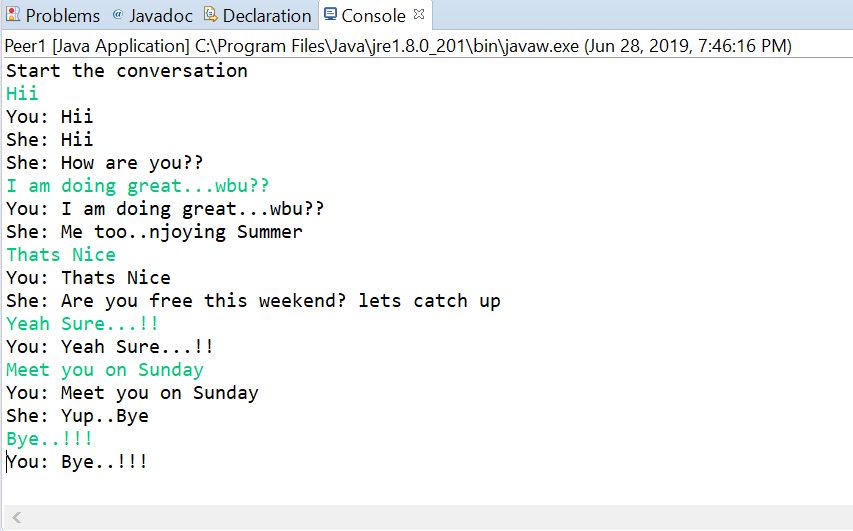 Problems @ Javadoc Declaration Console
Peer1 [Java Application] C:\Program Files\Java\jre1.8.0_201\bin\javaw.exe (Jun 28, 2019, 7:46:16 PM)
Start the conversation
Hii
You: Hii
She: Hii
She: How are you??
I am doing great...wbu??
You: I am doing great...wbu??
She: Me too..njoying Summer
Thats Nice
You: Thats Nice
She: Are you free this weekend? lets catch up
Yeah Sure...!!
You: Yeah Sure...!!
Meet you on Sunday
You: Meet you on Sunday
She: Yup..Bye
Bye..!!!
You: Bye..!!!